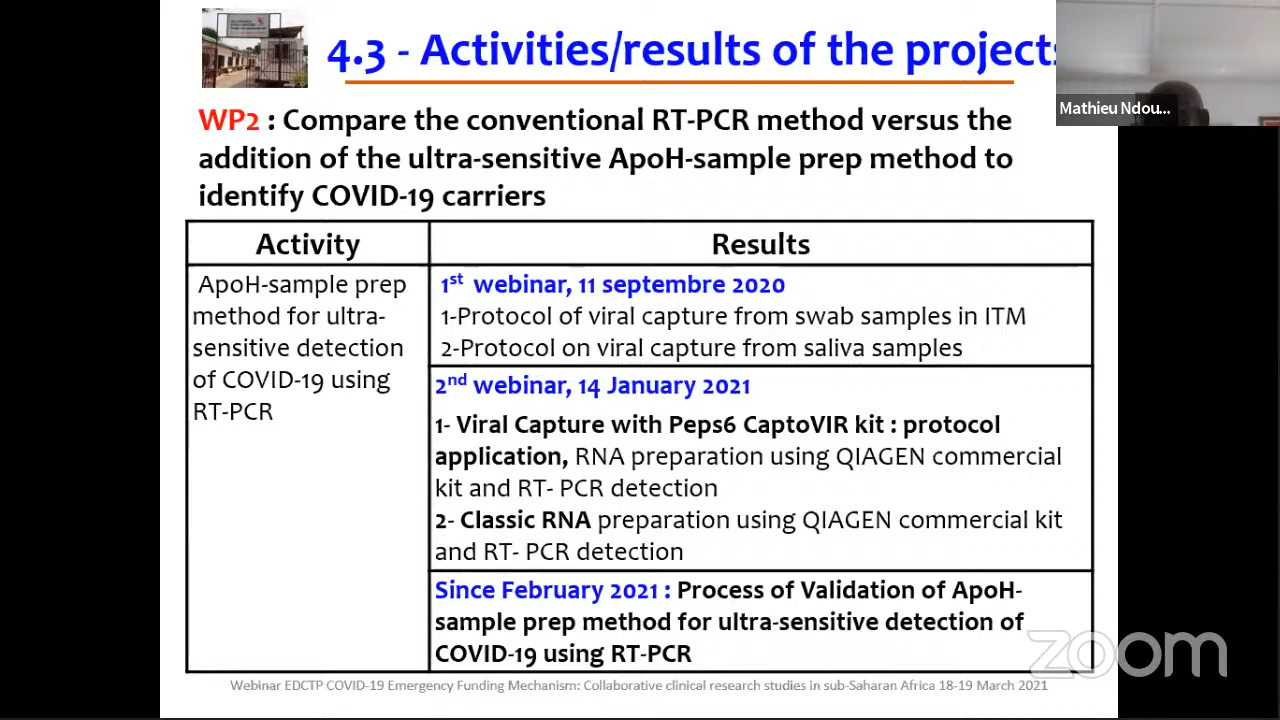 4.3 - Activities/results of the projects
Mathieu Ndou...
WP2 : Compare the conventional RT-PCR method versus the
addition of the ultra-sensitive ApoH-sample prep method to
identify COVID-19 carriers
Activity
Results
ApoH-sample prep
method for ultra-
sensitive detection
of COVID-19 using
RT-PCR
1st webinar, 11 septembre 2020
1-Protocol of viral capture from swab samples in ITM
2-Protocol on viral capture from saliva samples
2nd webinar, 14 January 2021
1- Viral Capture with Peps6 CaptoVIR kit : protocol
application, RNA preparation using QIAGEN commercial
kit and RT- PCR detection
2- Classic RNA preparation using QIAGEN commercial kit
and RT- PCR detection
Since February 2021 : Process of Validation of ApoH-
sample prep method for ultra-sensitive detection of
COVID-19 using RT-PCR
zoom
Webinar EDCTP COVID-19 Emergency Funding Mechanism: Collaborative clinical research studies in sub-Saharan Africa 18-19 March 2021